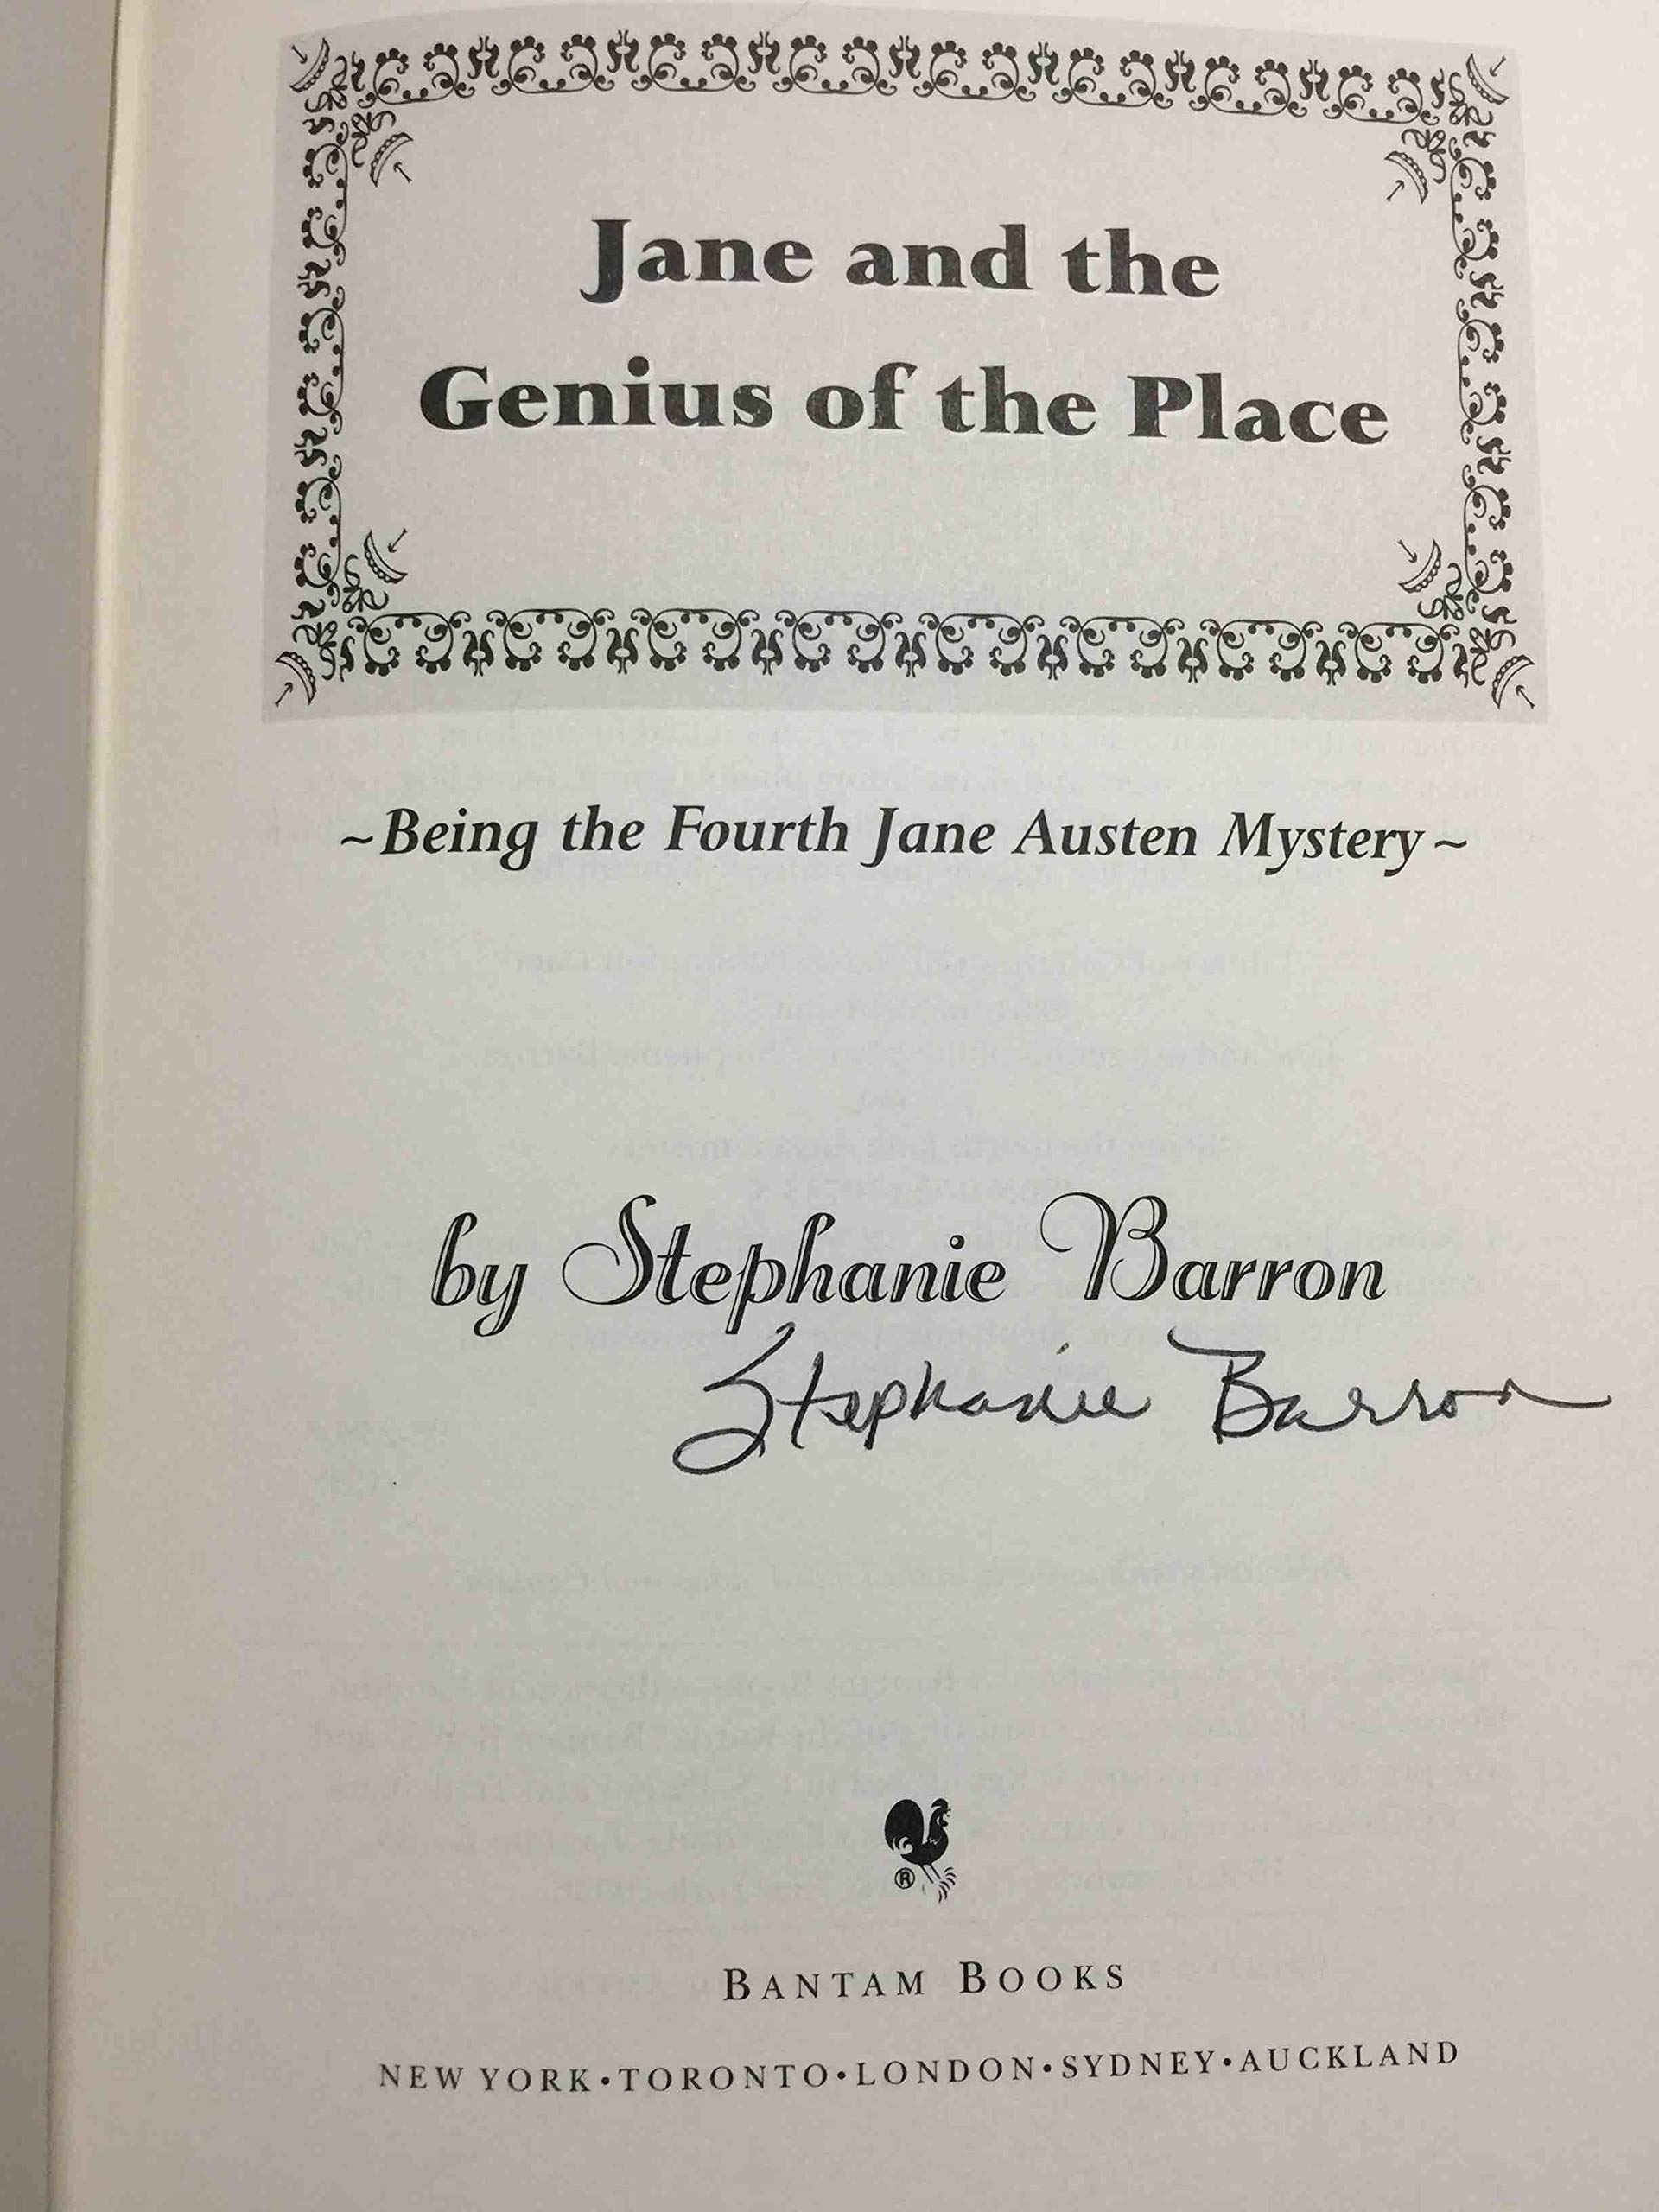 Jane and the
Genius of the Place
~Being the Fourth Jane Austen Mystery~
by Stephanie Barron
Stephanie Barron
®
BANTAM BOOKS
NEW YORK•TORONTO•LONDON•SYDNEY•AUCKLAND